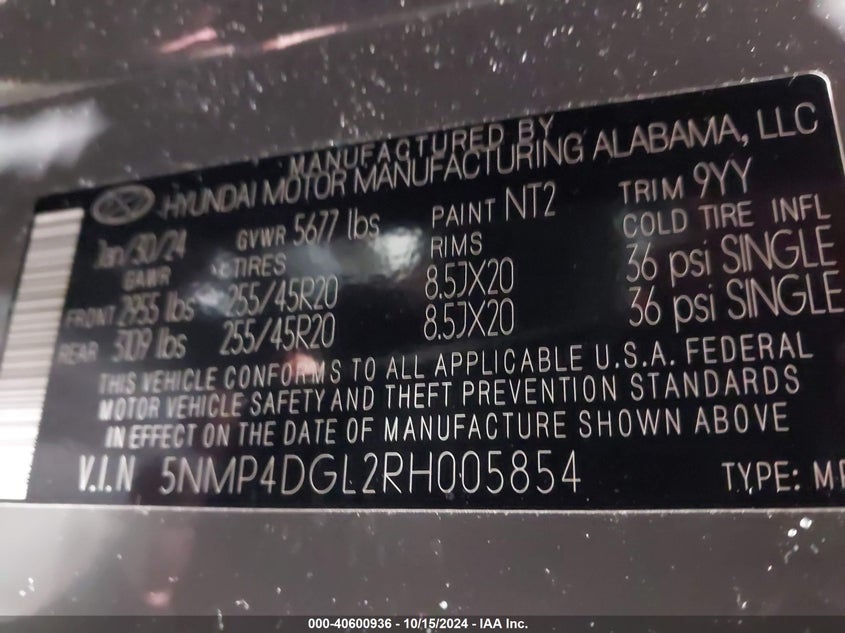 MANUFACTURED BY
HYUNDAI MOTOR MANUFACTURING ALABAMA, LLC
Jan/30/24 GVWR 5677 lbs PAINT NT2 TRIM 9YY
GAWR TIRES RIMS COLD TIRE INFL
FRONT 2955 lbs 255/45R20 8.5JX20 36 psi SINGLE
REAR 3109 lbs 255/45R20 8.5JX20 36 psi SINGLE
THIS VEHICLE CONFORMS TO ALL APPLICABLE U.S.A. FEDERAL
MOTOR VEHICLE SAFETY AND THEFT PREVENTION STANDARDS
IN EFFECT ON THE DATE OF MANUFACTURE SHOWN ABOVE
V.I.N 5NMP4DGL2RH005854 TYPE: MP
000-40600936 - 10/15/2024 - IAA Inc.